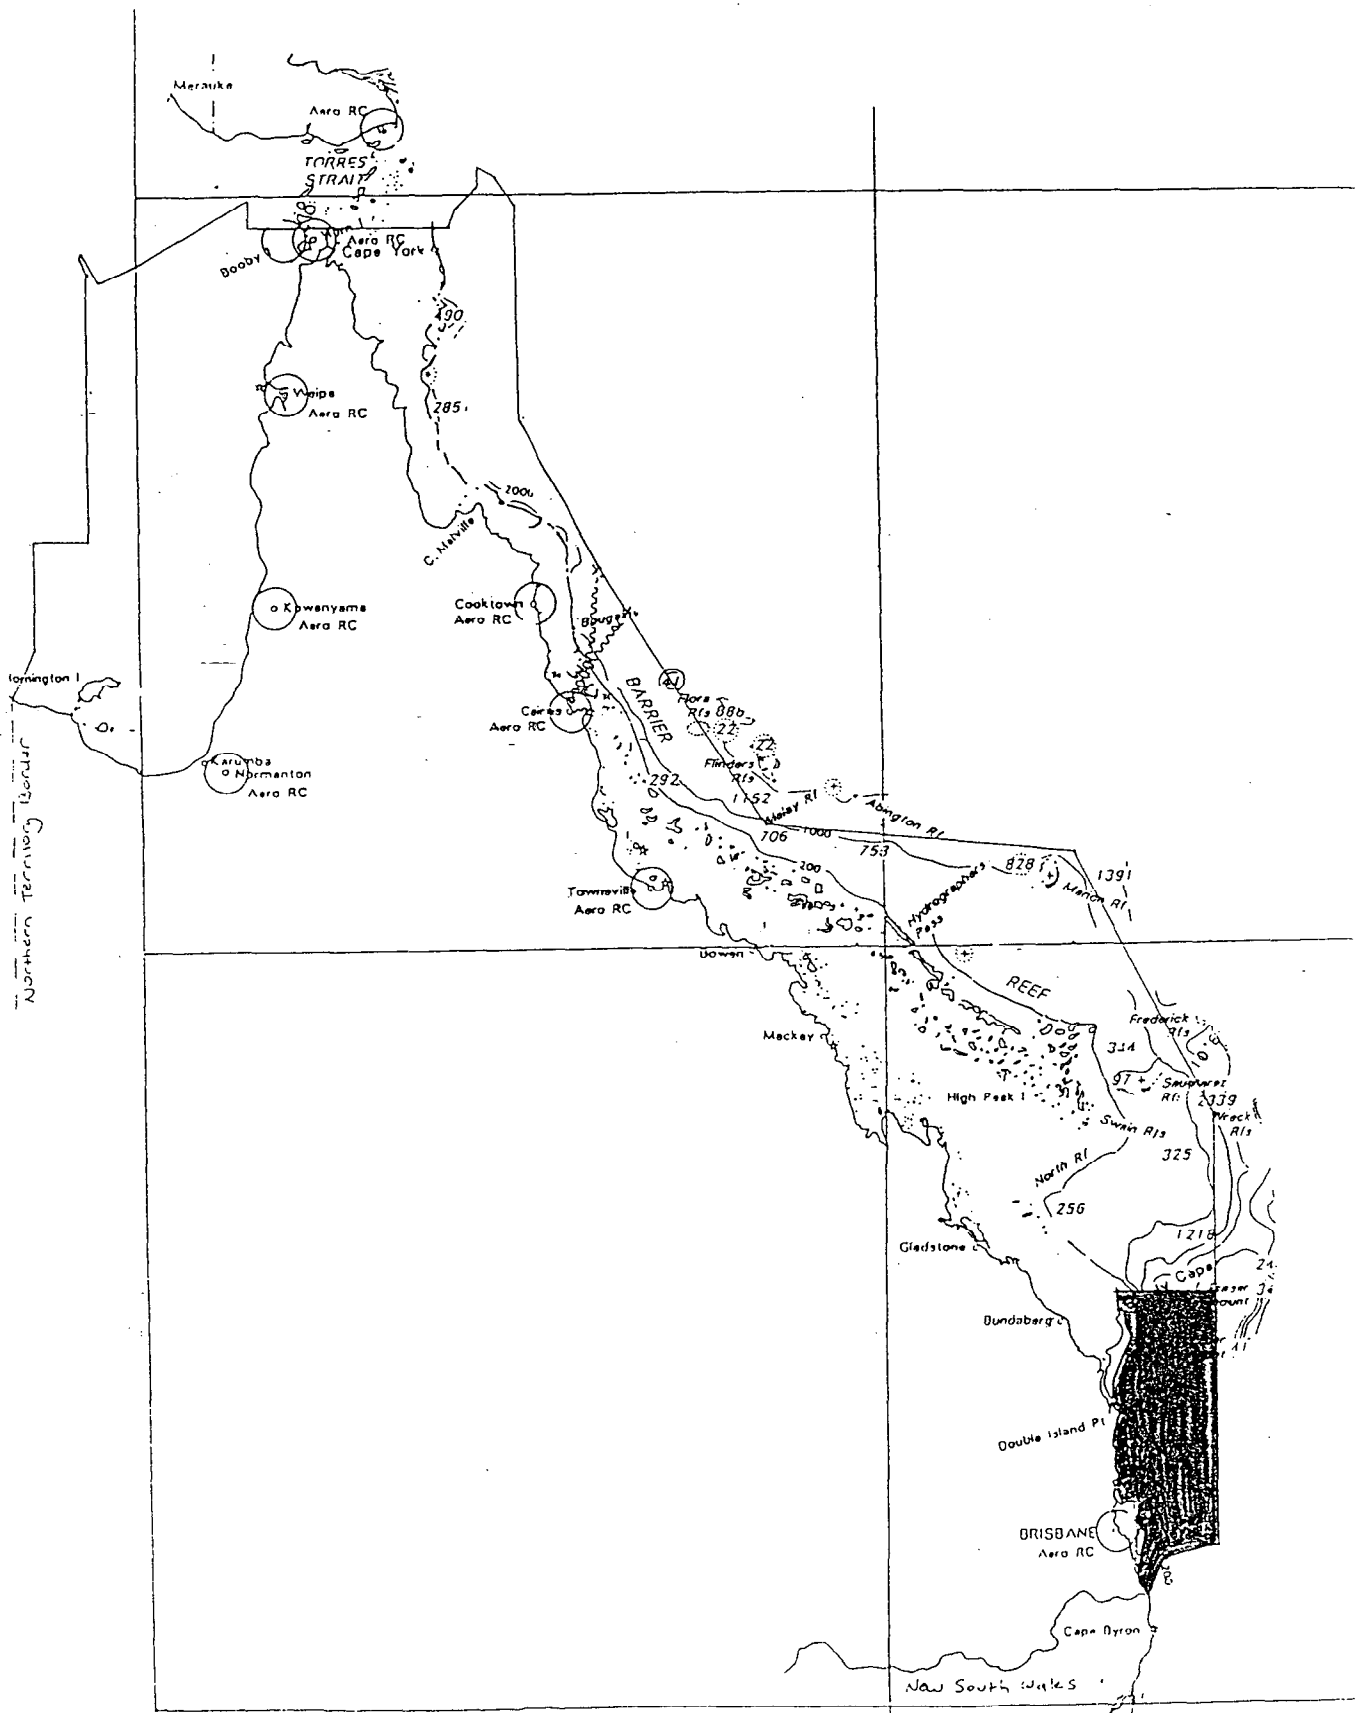 Merauke
Aero RC
TORRES
STRAIT
Aero RC
Cape York
Booby
490
Weipa
Aero RC
285
2000
C. Melville
Kowanyama
Aero RC
Cooktown
Aero RC
Bougs
Cairns
Aero RC
BARRIER
Flora
Rfs
886
22
22
Flinders
Rfs
292
1152
Karumba
Normanton
Aero RC
Northern Territory Border
Abington Rf
706
1000
753
200
828
1391
Marion Rf
Townsville
Aero RC
Hydrographers
Pass
Bowen
REEF
Mackay
Frederick
Rfs
344
97
Rf
2339
High Peak I
Wreck
Rfs
Swain Rfs
325
North Rf
256
1218
Gladstone
Cape
Bundaberg
Double Island Pt
BRISBANE
Aero RC
Cape Byron
New South Wales